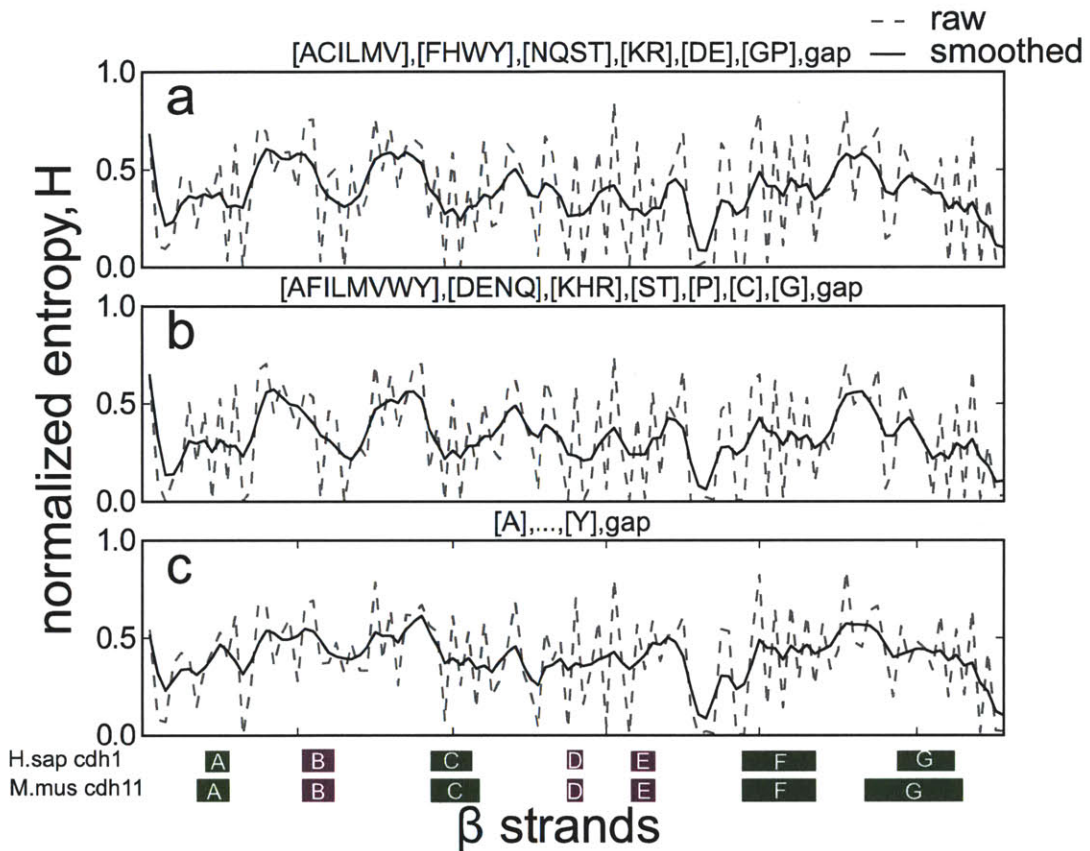 raw
smoothed
[ACILMV],[FHWY],[NQST],[KR],[DE],[GP],gap
1.0
a
0.5
0.0
[AFILMVWY],[DENQ],[KHR],[ST],[P],[C],[G],gap
1.0
b
0.5
0.0
[A],...,[Y],gap
1.0
c
0.5
0.0
normalized entropy, H
H.sap cdh1 A B C D E F G
M.mus cdh11 A B C D E F G
β strands